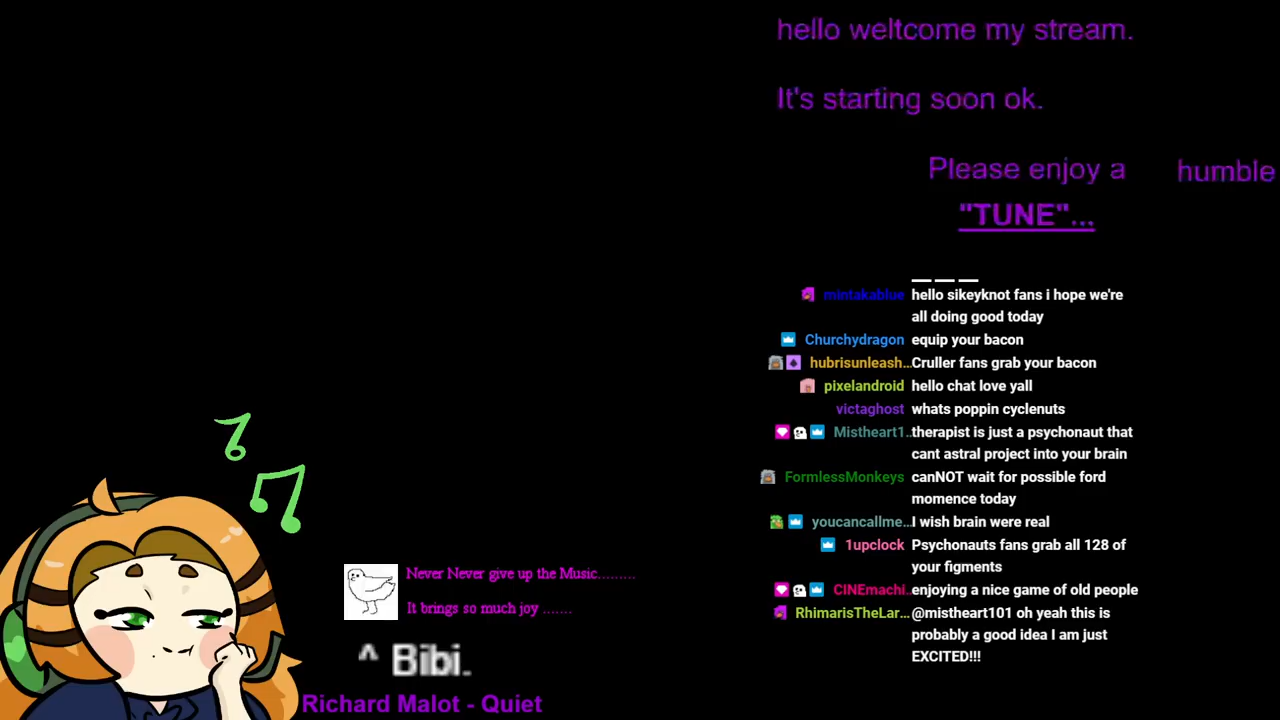 hello weltcome my stream.
It's starting soon ok.
Please enjoy a humble
"TUNE"...
mintakablue hello sikeyknot fans i hope we're
all doing good today
Churchydragon equip your bacon
hubrisunleash… Cruller fans grab your bacon
pixelandroid hello chat love yall
victaghost whats poppin cyclenuts
Mistheart1… therapist is just a psychonaut that
cant astral project into your brain
FormlessMonkeys canNOT wait for possible ford
momence today
youcancallme… I wish brain were real
1upclock Psychonauts fans grab all 128 of
your figments
CINEmachi… enjoying a nice game of old people
RhimarisTheLar… @mistheart101 oh yeah this is
probably a good idea I am just
EXCITED!!!
Never Never give up the Music.........
It brings so much joy .......
^ Bibi.
Richard Malot - Quiet